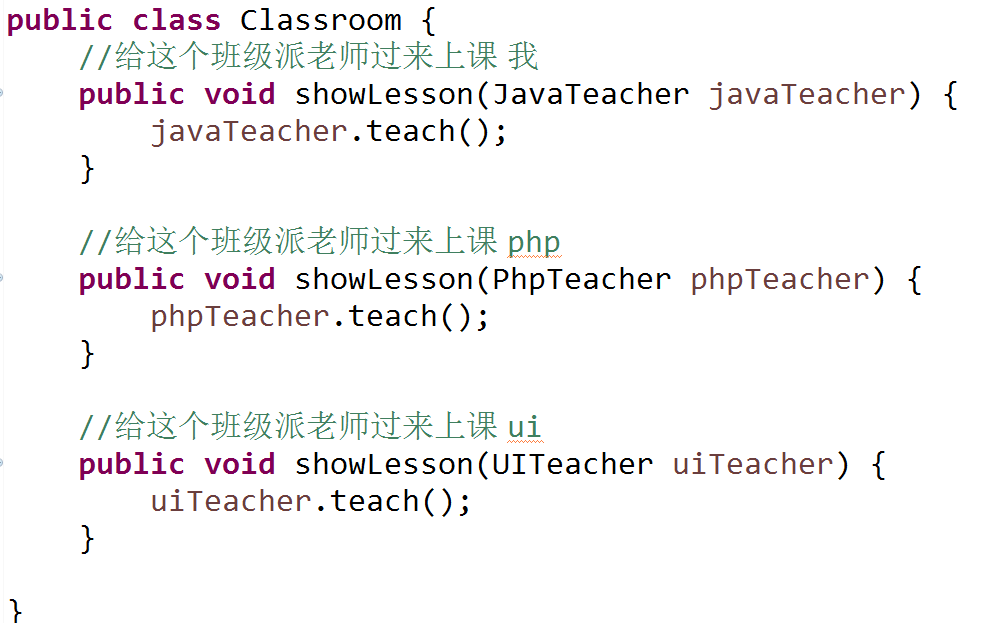 public class Classroom {
//给这个班级派老师过来上课 我
public void showLesson(JavaTeacher javaTeacher) {
javaTeacher.teach();
}
//给这个班级派老师过来上课 php
public void showLesson(PhpTeacher phpTeacher) {
phpTeacher.teach();
}
//给这个班级派老师过来上课 ui
public void showLesson(UITeacher uiTeacher) {
uiTeacher.teach();
}
}